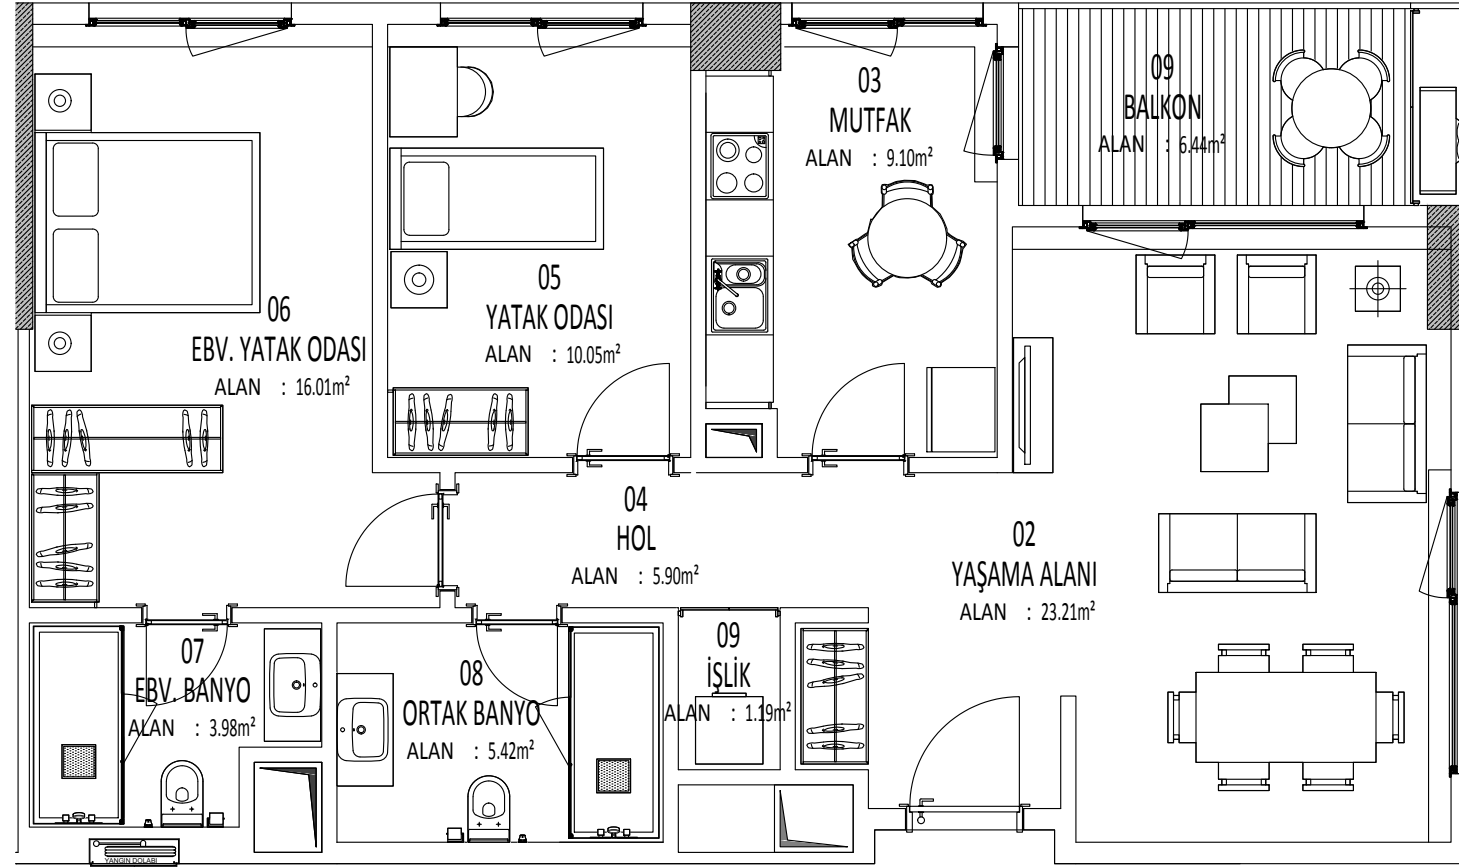 03
MUTFAK
ALAN : 9.10m²
09
BALKON
ALAN : 6.44m²
05
YATAK ODASI
ALAN : 10.05m²
06
EBV. YATAK ODASI
ALAN : 16.01m²
04
HOL
ALAN : 5.90m²
02
YAŞAMA ALANI
ALAN : 23.21m²
07
EBV. BANYO
ALAN : 3.98m²
08
ORTAK BANYO
ALAN : 5.42m²
09
İŞLİK
ALAN : 1.19m²
YANGIN DOLABI